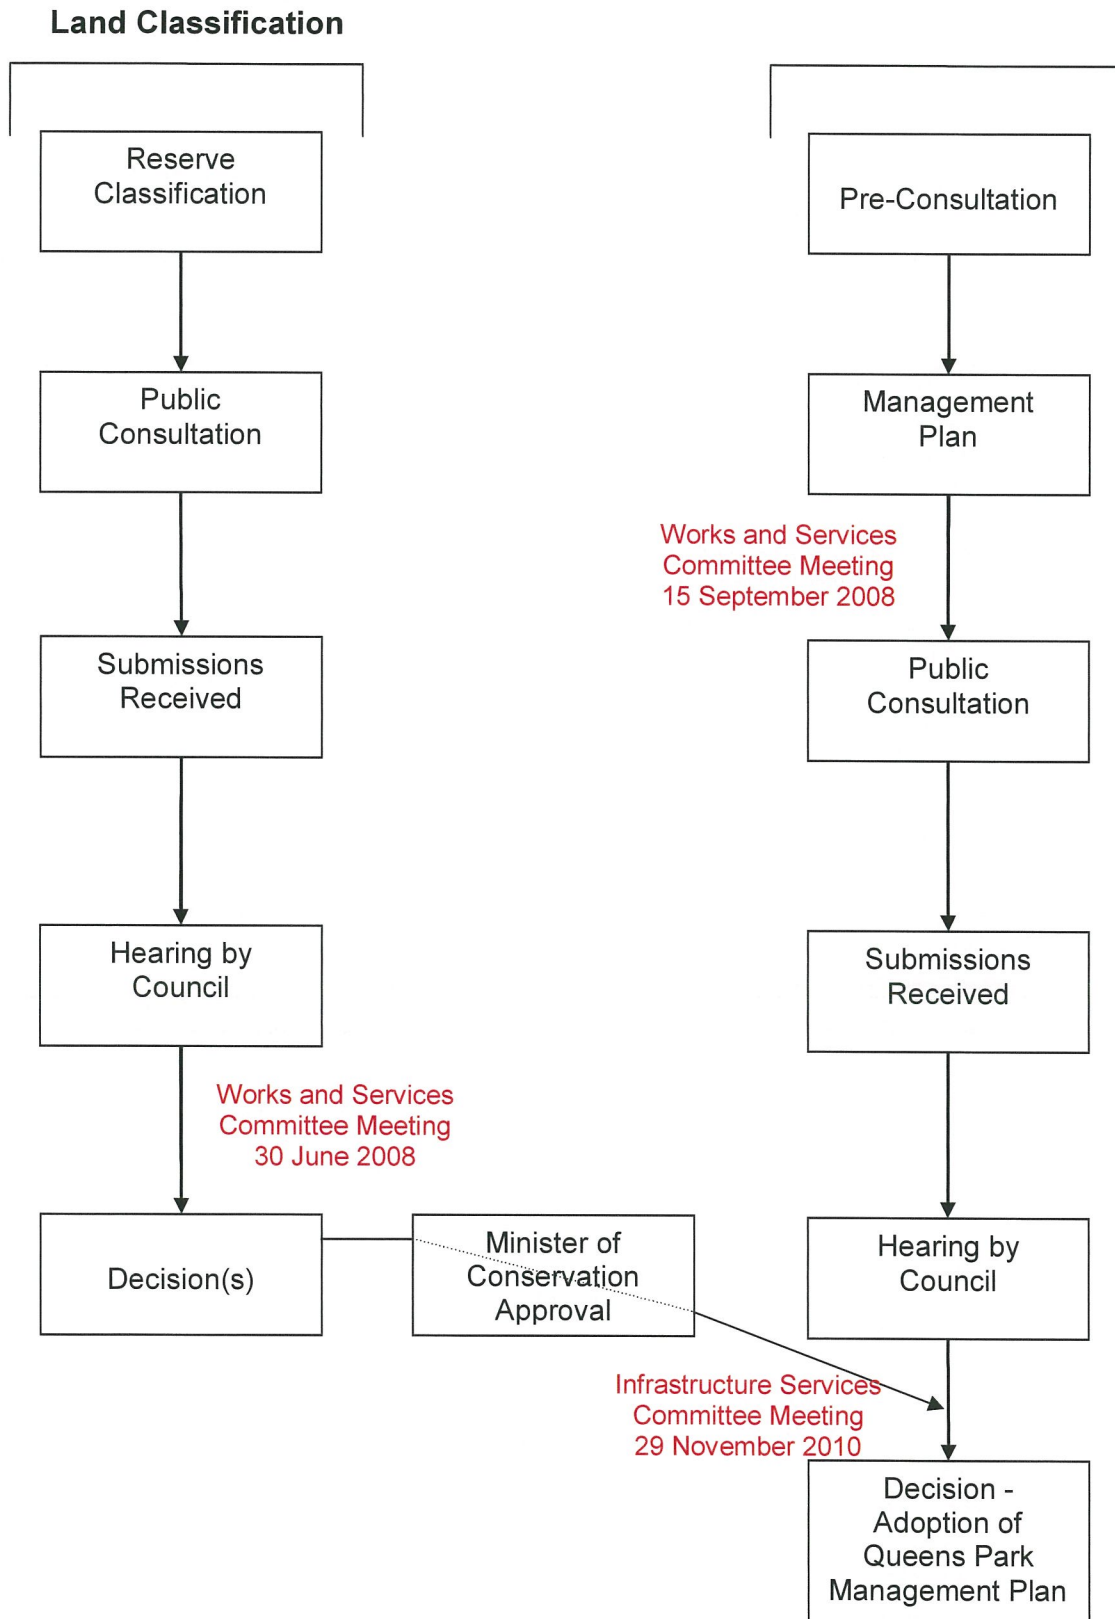 Land Classification
Reserve
Classification
Public
Consultation
Submissions
Received
Hearing by
Council
Works and Services
Committee Meeting
30 June 2008
Decision(s)
Minister of
Conservation
Approval
Pre-Consultation
Management
Plan
Works and Services
Committee Meeting
15 September 2008
Public
Consultation
Submissions
Received
Hearing by
Council
Infrastructure Services
Committee Meeting
29 November 2010
Decision -
Adoption of
Queens Park
Management Plan